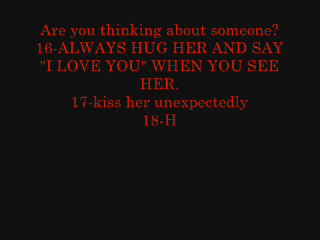 Are you thinking about someone?
16-ALWAYS HUG HER AND SAY
"I LOVE YOU" WHEN YOU SEE
HER.
17-kiss her unexpectedly
18-H